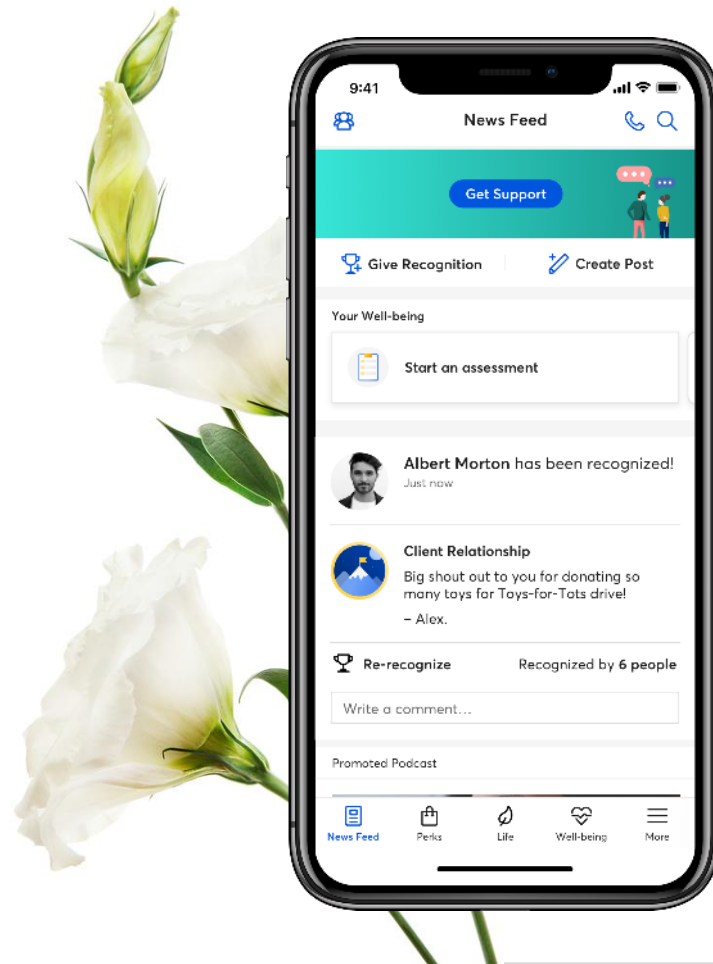 9:41
News Feed
Get Support
Give Recognition
Create Post
Your Well-being
Start an assessment
Albert Morton has been recognized!
Just now
Client Relationship
Big shout out to you for donating so
many toys for Toys-for-Tots drive!
– Alex.
Re-recognize
Recognized by 6 people
Write a comment...
Promoted Podcast
News Feed
Perks
Life
Well-being
More